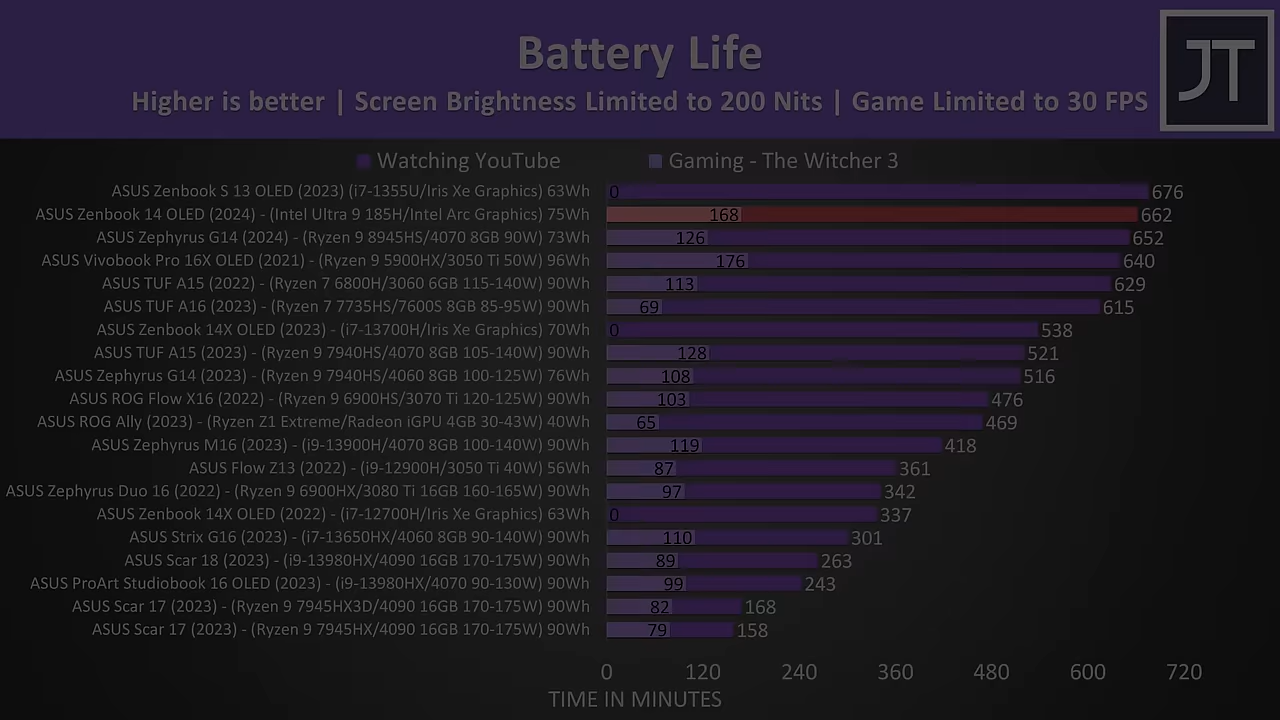 Battery Life
JT
Higher is better | Screen Brightness Limited to 200 Nits | Game Limited to 30 FPS
Watching YouTube Gaming - The Witcher 3
ASUS Zenbook S 13 OLED (2023) (i7-1355U/Iris Xe Graphics) 63Wh 0 676
ASUS Zenbook 14 OLED (2024) - (Intel Ultra 9 185H/Intel Arc Graphics) 75Wh 168 662
ASUS Zephyrus G14 (2024) - (Ryzen 9 8945HS/4070 8GB 90W) 73Wh 126 652
ASUS Vivobook Pro 16X OLED (2021) - (Ryzen 9 5900HX/3050 Ti 50W) 96Wh 176 640
ASUS TUF A15 (2022) - (Ryzen 7 6800H/3060 6GB 115-140W) 90Wh 113 629
ASUS TUF A16 (2023) - (Ryzen 7 7735HS/7600S 8GB 85-95W) 90Wh 69 615
ASUS Zenbook 14X OLED (2023) - (i7-13700H/Iris Xe Graphics) 70Wh 0 538
ASUS TUF A15 (2023) - (Ryzen 9 7940HS/4070 8GB 105-140W) 90Wh 128 521
ASUS Zephyrus G14 (2023) - (Ryzen 9 7940HS/4060 8GB 100-125W) 76Wh 108 516
ASUS ROG Flow X16 (2022) - (Ryzen 9 6900HS/3070 Ti 120-125W) 90Wh 103 476
ASUS ROG Ally (2023) - (Ryzen Z1 Extreme/Radeon iGPU 4GB 30-43W) 40Wh 65 469
ASUS Zephyrus M16 (2023) - (i9-13900H/4070 8GB 100-140W) 90Wh 119 418
ASUS Flow Z13 (2022) - (i9-12900H/3050 Ti 40W) 56Wh 87 361
ASUS Zephyrus Duo 16 (2022) - (Ryzen 9 6900HX/3080 Ti 16GB 160-165W) 90Wh 97 342
ASUS Zenbook 14X OLED (2022) - (i7-12700H/Iris Xe Graphics) 63Wh 0 337
ASUS Strix G16 (2023) - (i7-13650HX/4060 8GB 90-140W) 90Wh 110 301
ASUS Scar 18 (2023) - (i9-13980HX/4090 16GB 170-175W) 90Wh 89 263
ASUS ProArt Studiobook 16 OLED (2023) - (i9-13980HX/4070 90-130W) 90Wh 99 243
ASUS Scar 17 (2023) - (Ryzen 9 7945HX3D/4090 16GB 170-175W) 90Wh 82 168
ASUS Scar 17 (2023) - (Ryzen 9 7945HX/4090 16GB 170-175W) 90Wh 79 158
0 120 240 360 480 600 720
TIME IN MINUTES